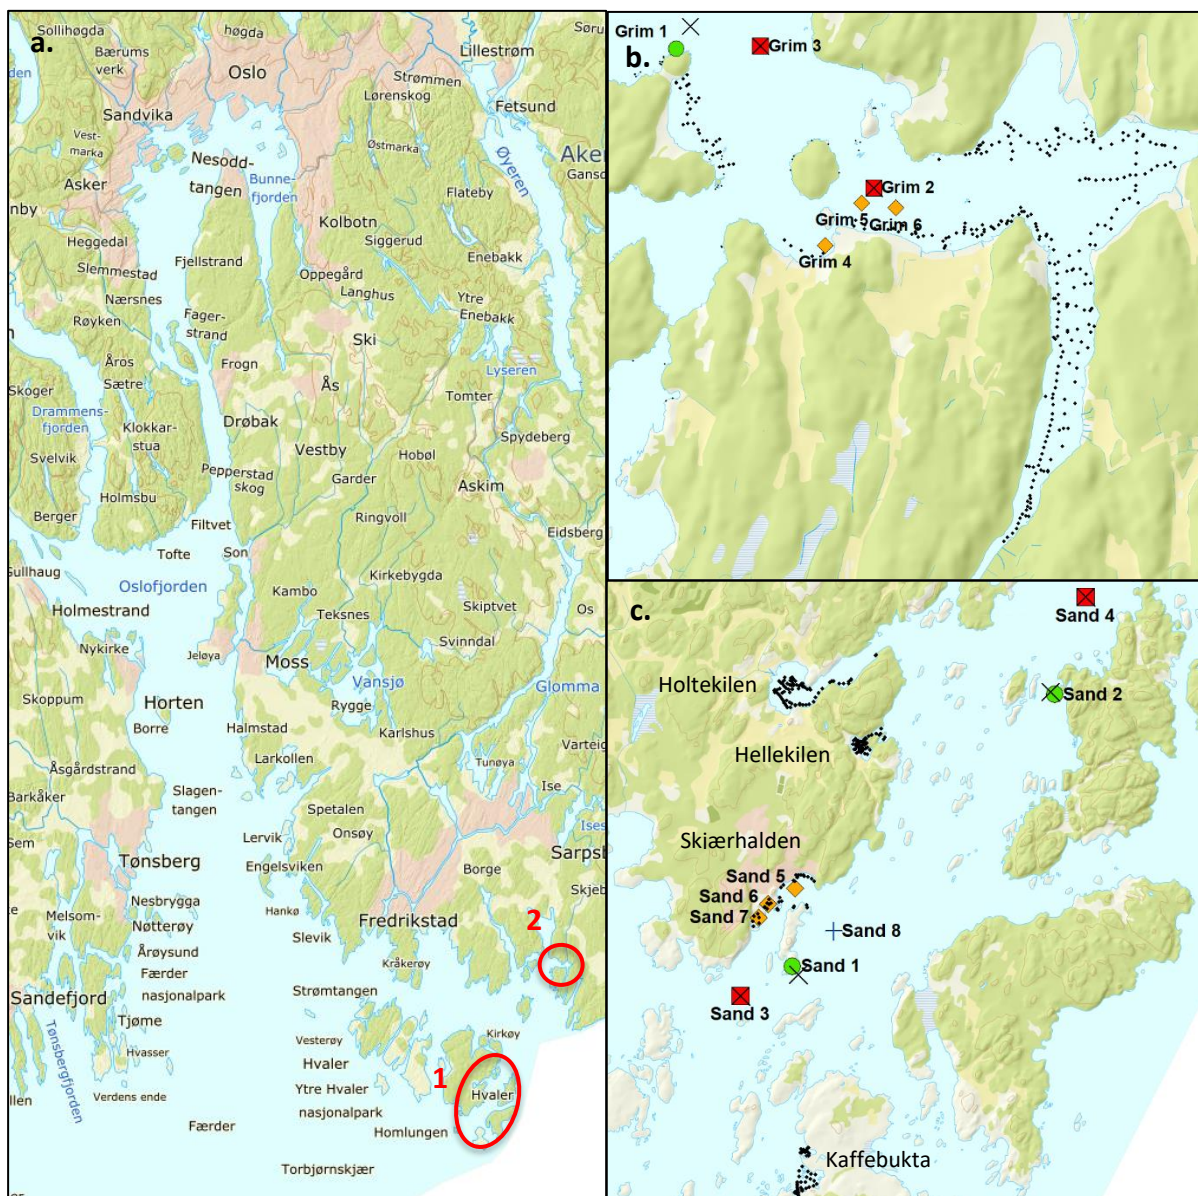 a.
Sollihøgda
høgda
Bærums
verk
Oslo
Lillestrøm
Sandvika
Strømmen
Lørenskog
Fetsund
Vest-
marka
Østmarka
Nesodd-
tangen
Bunne-
fjorden
Øyeren
Aker
Asker
Flateby
Kolbotn
Siggerud
Heggedal
Slemmestad
Fjellstrand
Enebakk
Oppegård
Langhus
Nærsnes
Røyken
Fager-
strand
Ytre
Enebakk
Ski
Åros
Sætre
Frogn
Ås
Lyseren
Skoger
Drammens-
fjorden
Klokkar-
stua
Drøbak
Tomter
Vestby
Hobøl
Spydeberg
Svelvik
Pepperstad
skog
Garder
Askim
Holmsbu
Berger
Filtvet
Ringvoll
Eidsberg
Tofte
Son
Gullhaug
Oslofjorden
Kirkebygda
Holmestrand
Kambo
Teksnes
Skiptvet
Os
Nykirke
Jeløya
Svinndal
Moss
Vansjø
Glomma
Skoppum
Horten
Rygge
Borre
Halmstad
Karlshus
Varteig
Åsgårdstrand
Larkollen
Tunøya
Barkåker
Slagen-
tangen
Spetalen
Ise
Sem
Lervik
Onsøy
Ises
Tønsberg
Engelsviken
Borge
Sarpsb
Nesbrygga
Hankø
Skjeb
Melsom-
vik
Nøtterøy
Fredrikstad
Årøysund
Slevik
2
Færder
nasjonalpark
Kråkerøy
Sandefjord
Strømtangen
Tjøme
Tønsbergfjorden
Hvasser
Vesterøy
Kirkøy
Hvaler
1
Verdens ende
Ytre Hvaler
nasjonalpark
Hvaler
Færder
Homlungen
Torbjørnskjær
b.
Grim 1
Grim 3
Grim 2
Grim 5
Grim 6
Grim 4
c.
Sand 4
Holtekilen
Sand 2
Hellekilen
Skjærhalden
Sand 5
Sand 6
Sand 7
Sand 8
Sand 1
Sand 3
Kaffebukta